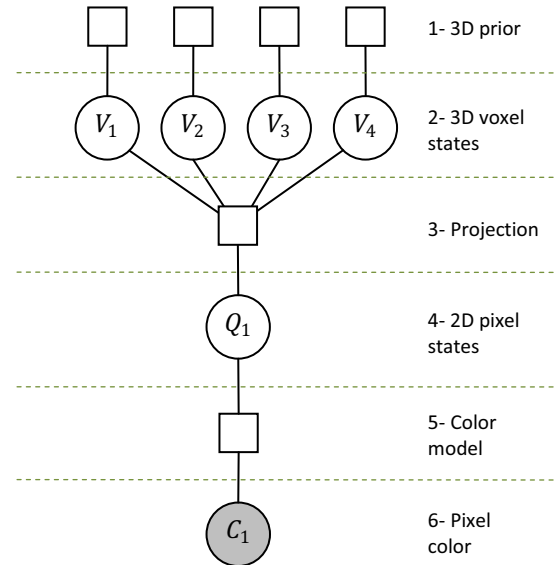 1- 3D prior
V1 V2 V3 V4
2- 3D voxel
states
3- Projection
Q1
4- 2D pixel
states
5- Color
model
C1
6- Pixel
color